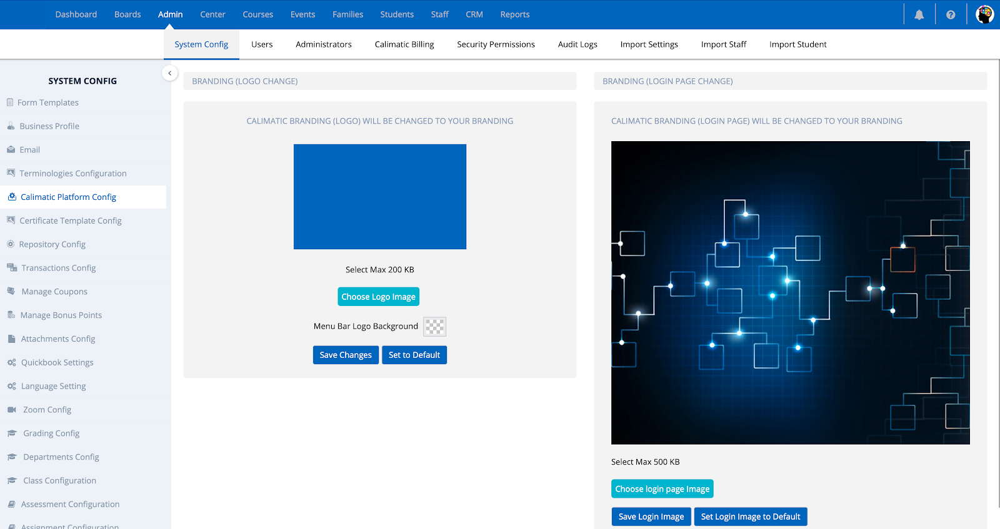 Dashboard Boards Admin Center Courses Events Families Students Staff CRM Reports
System Config Users Administrators Calimatic Billing Security Permissions Audit Logs Import Settings Import Staff Import Student
SYSTEM CONFIG
Form Templates
Business Profile
Email
Terminologies Configuration
Calimatic Platform Config
Certificate Template Config
Repository Config
Transactions Config
Manage Coupons
Manage Bonus Points
Attachments Config
Quickbook Settings
Language Setting
Zoom Config
Grading Config
Departments Config
Class Configuration
Assessment Configuration
Assignment Configuration
BRANDING (LOGO CHANGE)
CALIMATIC BRANDING (LOGO) WILL BE CHANGED TO YOUR BRANDING
Select Max 200 KB
Choose Logo Image
Menu Bar Logo Background
Save Changes Set to Default
BRANDING (LOGIN PAGE CHANGE)
CALIMATIC BRANDING (LOGIN PAGE) WILL BE CHANGED TO YOUR BRANDING
Select Max 500 KB
Choose login page Image
Save Login Image Set Login Image to Default